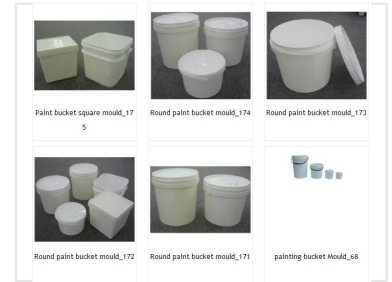 Paint bucket square mould_17
5
Round paint bucket mould_174
Round paint bucket mould_173
Round paint bucket mould_172
Round paint bucket mould_171
painting bucket Mould_68